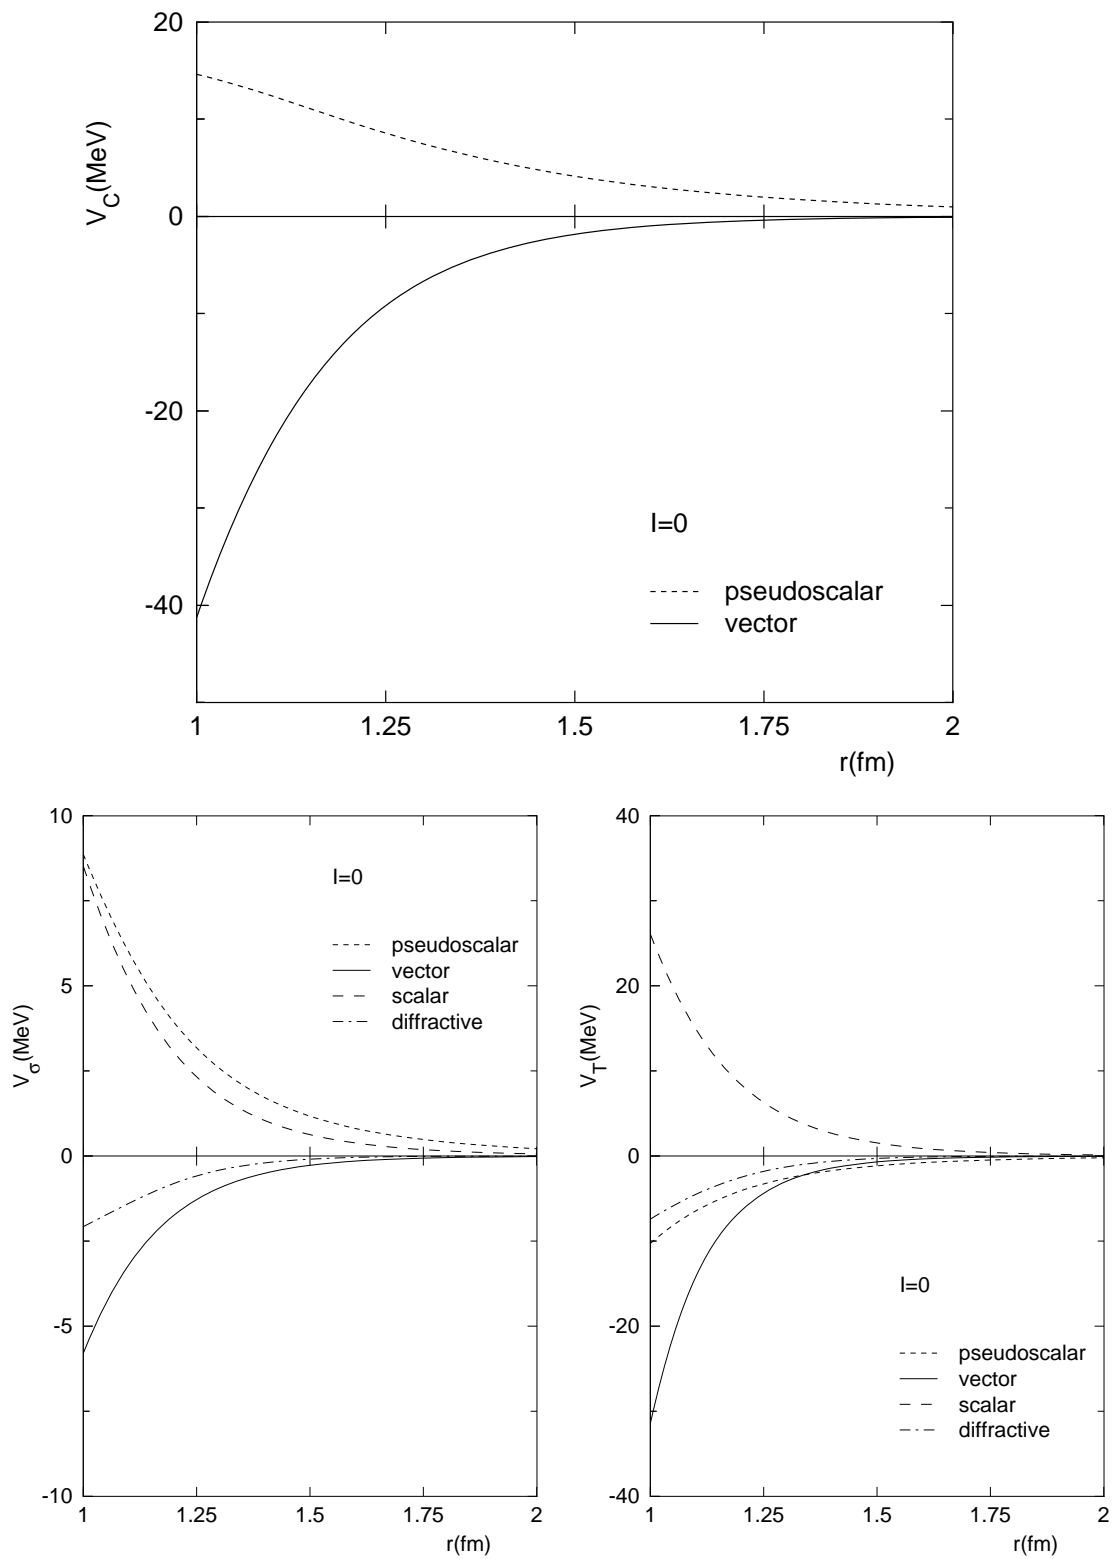 20
0
-20
-40
V_C(MeV)
I=0
pseudoscalar
vector
1 1.25 1.5 1.75 2
r(fm)
10
5
0
-5
-10
V_σ(MeV)
I=0
pseudoscalar
vector
scalar
diffractive
1 1.25 1.5 1.75 2
r(fm)
40
20
0
-20
-40
V_T(MeV)
I=0
pseudoscalar
vector
scalar
diffractive
1 1.25 1.5 1.75 2
r(fm)